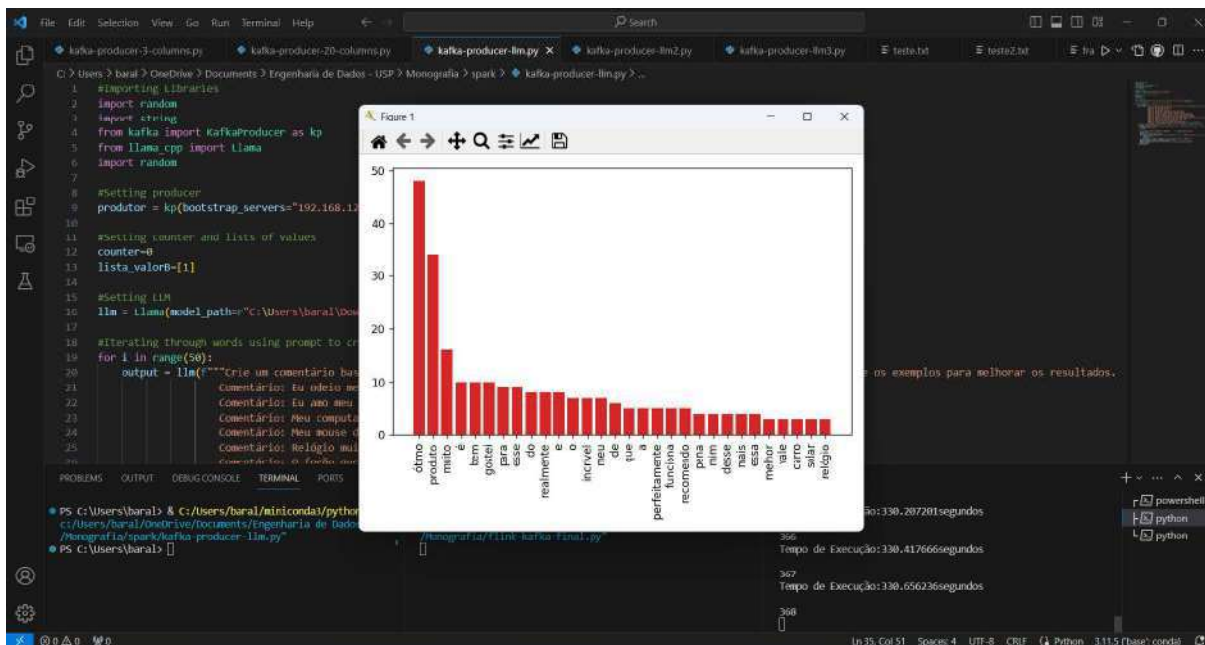 File Edit Selection View Go Run Terminal Help
Search
kafka-producer-3-columns.py kafka-producer-20-columns.py kafka-producer-llm.py kafka-producer-llm2.py kafka-producer-llm3.py teste.txt teste2.txt
C: > Users > baral > OneDrive > Documents > Engenharia de Dados - USP > Monografia > spark > kafka-producer-llm.py > ...
1 #Importing Libraries
2 import random
3 import string
4 from kafka import KafkaProducer as kp
5 from llama_cpp import Llama
6 import random
7
8 #Setting producer
9 produtor = kp(bootstrap_servers="192.168.12
10
11 #Setting counter and lists of values
12 counter=0
13 lista_valorB=[1]
14
15 #Setting LLM
16 llm = Llama(model_path=r"C:\Users\baral\Dow
17
18 #Iterating through words using prompt to cr
19 for i in range(50):
20 output = llm(f"""Crie um comentário bas
os exemplos para melhorar os resultados.
21 Comentário: Eu odeio me
22 Comentário: Eu amo meu
23 Comentário: Meu computa
24 Comentário: Meu mouse d
25 Comentário: Relógio mui
Figure 1
50
40
30
20
10
0
ótimo
produto
muito
é
tem
gostei
para
esse
do
realmente
e
o
incrível
meu
de
que
a
perfeitamente
funciona
recomendo
pena
mim
desse
mais
essa
melhor
vale
carro
relógio
PROBLEMS OUTPUT DEBUG CONSOLE TERMINAL PORTS
PS C:\Users\baral> & C:/Users/baral/miniconda3/python
c:/Users/baral/OneDrive/Documents/Engenharia de Dados
/Monografia/spark/kafka-producer-llm.py"
PS C:\Users\baral>
/Monografia/flink-kafka-final.py"
ão:330.207201segundos
366
Tempo de Execução:330.417666segundos
367
Tempo de Execução:330.656236segundos
368
powershell
python
python
0 0 0
Ln 35, Col 51 Spaces: 4 UTF-8 CRLF Python 3.11.5 ('base': conda)